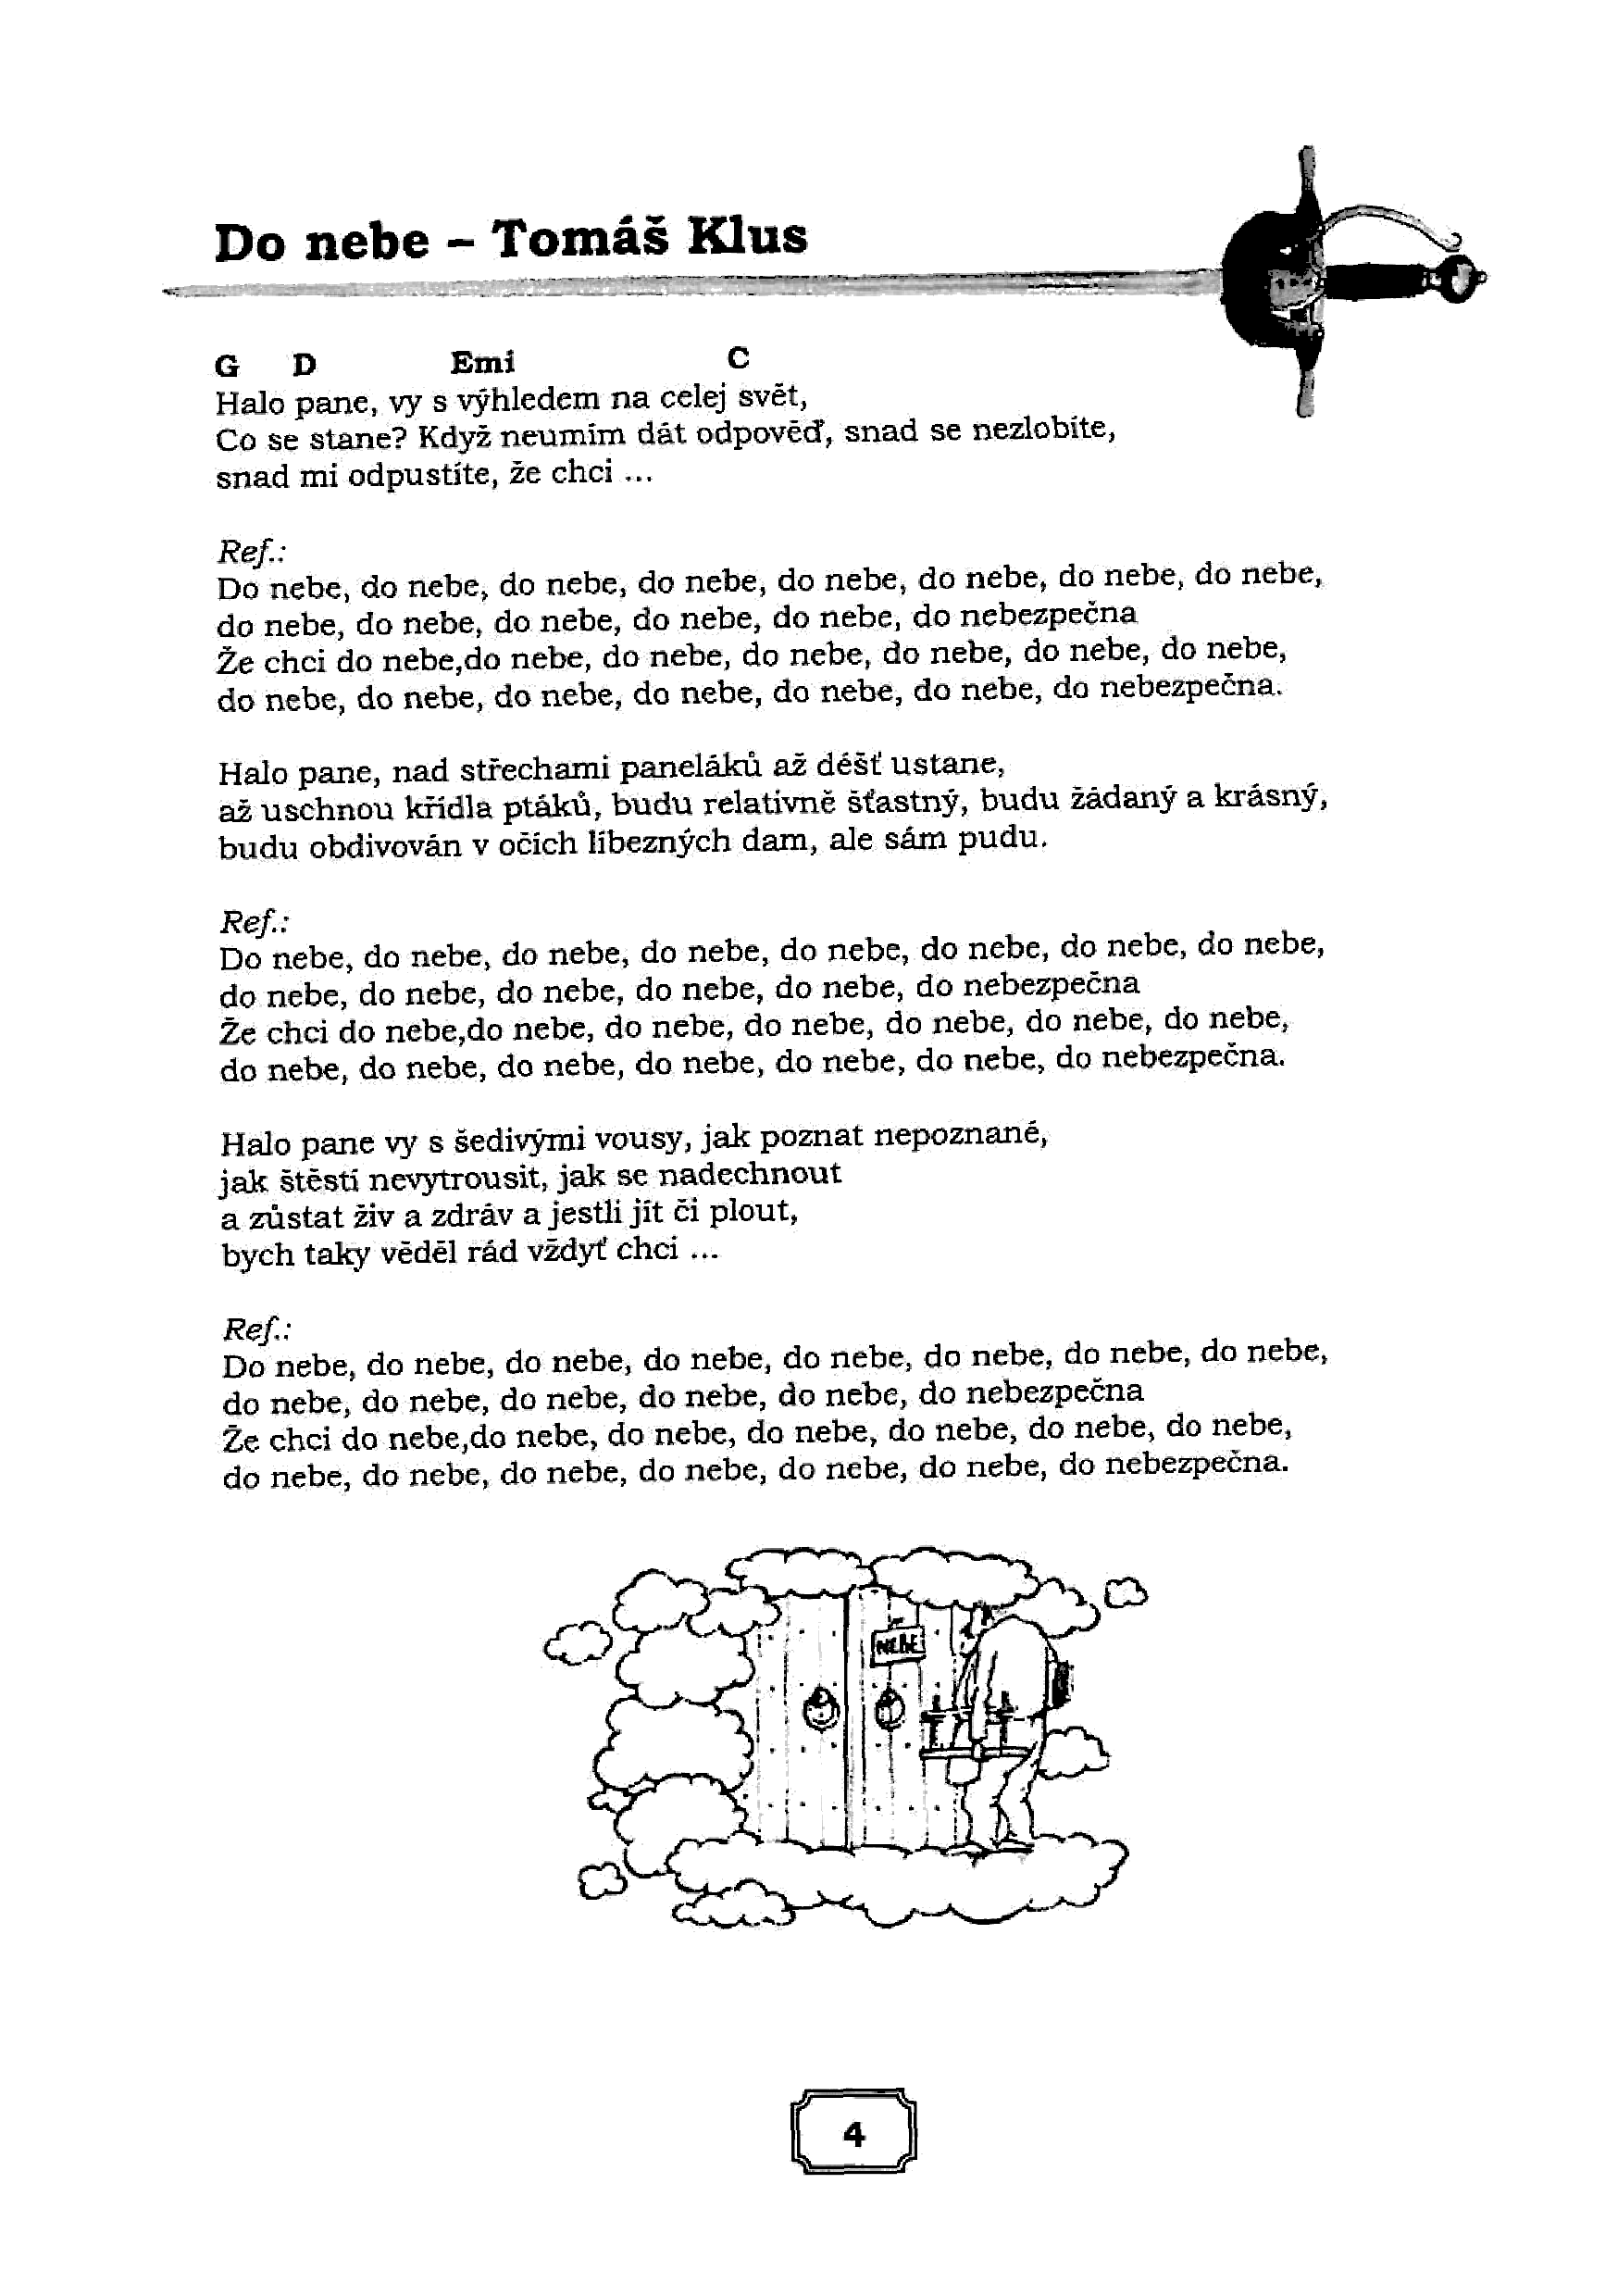 Do nebe – Tomáš Klus
G D Emi C
Halo pane, vy s výhledem na celej svět,
Co se stane? Když neumím dát odpověď, snad se nezlobíte,
snad mi odpustíte, že chci ...
Ref.:
Do nebe, do nebe, do nebe, do nebe, do nebe, do nebe, do nebe, do nebe,
do nebe, do nebe, do nebe, do nebe, do nebe, do nebezpečna
Že chci do nebe,do nebe, do nebe, do nebe, do nebe, do nebe, do nebe,
do nebe, do nebe, do nebe, do nebe, do nebe, do nebe, do nebezpečna.
Halo pane, nad střechami paneláků až déšť ustane,
až uschnou křídla ptáků, budu relativně šťastný, budu žádaný a krásný,
budu obdivován v očích líbezných dam, ale sám pudu.
Ref.:
Do nebe, do nebe, do nebe, do nebe, do nebe, do nebe, do nebe, do nebe,
do nebe, do nebe, do nebe, do nebe, do nebe, do nebezpečna
Že chci do nebe,do nebe, do nebe, do nebe, do nebe, do nebe, do nebe,
do nebe, do nebe, do nebe, do nebe, do nebe, do nebe, do nebezpečna.
Halo pane vy s šedivými vousy, jak poznat nepoznané,
jak štěstí nevytrousit, jak se nadechnout
a zůstat živ a zdráv a jestli jít či plout,
bych taky věděl rád vždyť chci ...
Ref.:
Do nebe, do nebe, do nebe, do nebe, do nebe, do nebe, do nebe, do nebe,
do nebe, do nebe, do nebe, do nebe, do nebe, do nebezpečna
Že chci do nebe,do nebe, do nebe, do nebe, do nebe, do nebe, do nebe,
do nebe, do nebe, do nebe, do nebe, do nebe, do nebe, do nebezpečna.
NEBE
4